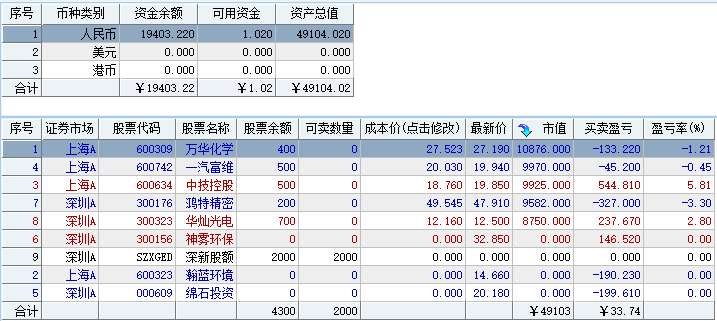 序号 币种类别 资金余额 可用资金 资产总值
1 人民币 19403.220 1.020 49104.020
2 美元 0.000 0.000 0.000
3 港币 0.000 0.000 0.000
合计 ￥19403.22 ￥1.02 ￥49104.02
序号 证券市场 股票代码 股票名称 股票余额 可卖数量 成本价(点击修改) 最新价 市值 买卖盈亏 盈亏率(%)
1 上海A 600309 万华化学 400 0 27.523 27.190 10876.000 -133.220 -1.21
4 上海A 600742 一汽富维 500 0 20.030 19.940 9970.000 -45.200 -0.45
3 上海A 600634 中技控股 500 0 18.760 19.850 9925.000 544.810 5.81
7 深圳A 300176 鸿特精密 200 0 49.545 47.910 9582.000 -327.000 -3.30
8 深圳A 300323 华灿光电 700 0 12.160 12.500 8750.000 237.670 2.80
6 深圳A 300156 神雾环保 0 0 0.000 32.850 0.000 146.520 0.00
9 深圳A SZXGED 深新股额 2000 2000 0.000 0.000 0.000 0.000 0.00
2 上海A 600323 瀚蓝环境 0 0 0.000 14.660 0.000 -190.230 0.00
5 深圳A 000609 绵石投资 0 0 0.000 20.180 0.000 -199.610 0.00
合计 4300 2000 ￥49103 ￥33.74